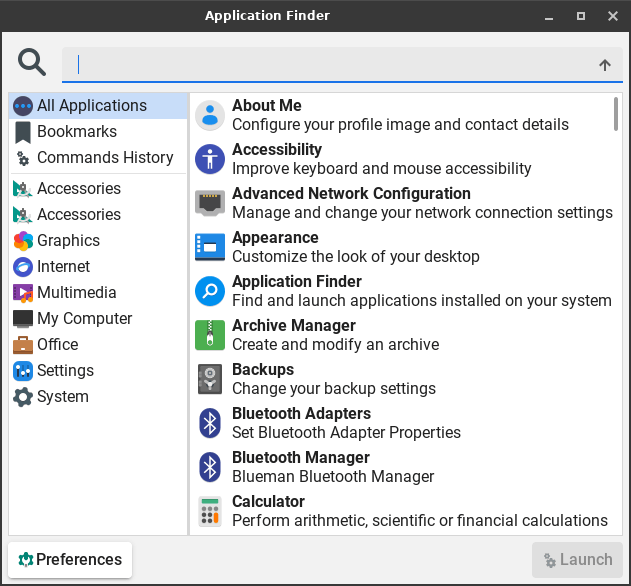 Application Finder
All Applications
Bookmarks
Commands History
Accessories
Accessories
Graphics
Internet
Multimedia
My Computer
Office
Settings
System
About Me
Configure your profile image and contact details
Accessibility
Improve keyboard and mouse accessibility
Advanced Network Configuration
Manage and change your network connection settings
Appearance
Customize the look of your desktop
Application Finder
Find and launch applications installed on your system
Archive Manager
Create and modify an archive
Backups
Change your backup settings
Bluetooth Adapters
Set Bluetooth Adapter Properties
Bluetooth Manager
Blueman Bluetooth Manager
Calculator
Perform arithmetic, scientific or financial calculations
Preferences
Launch